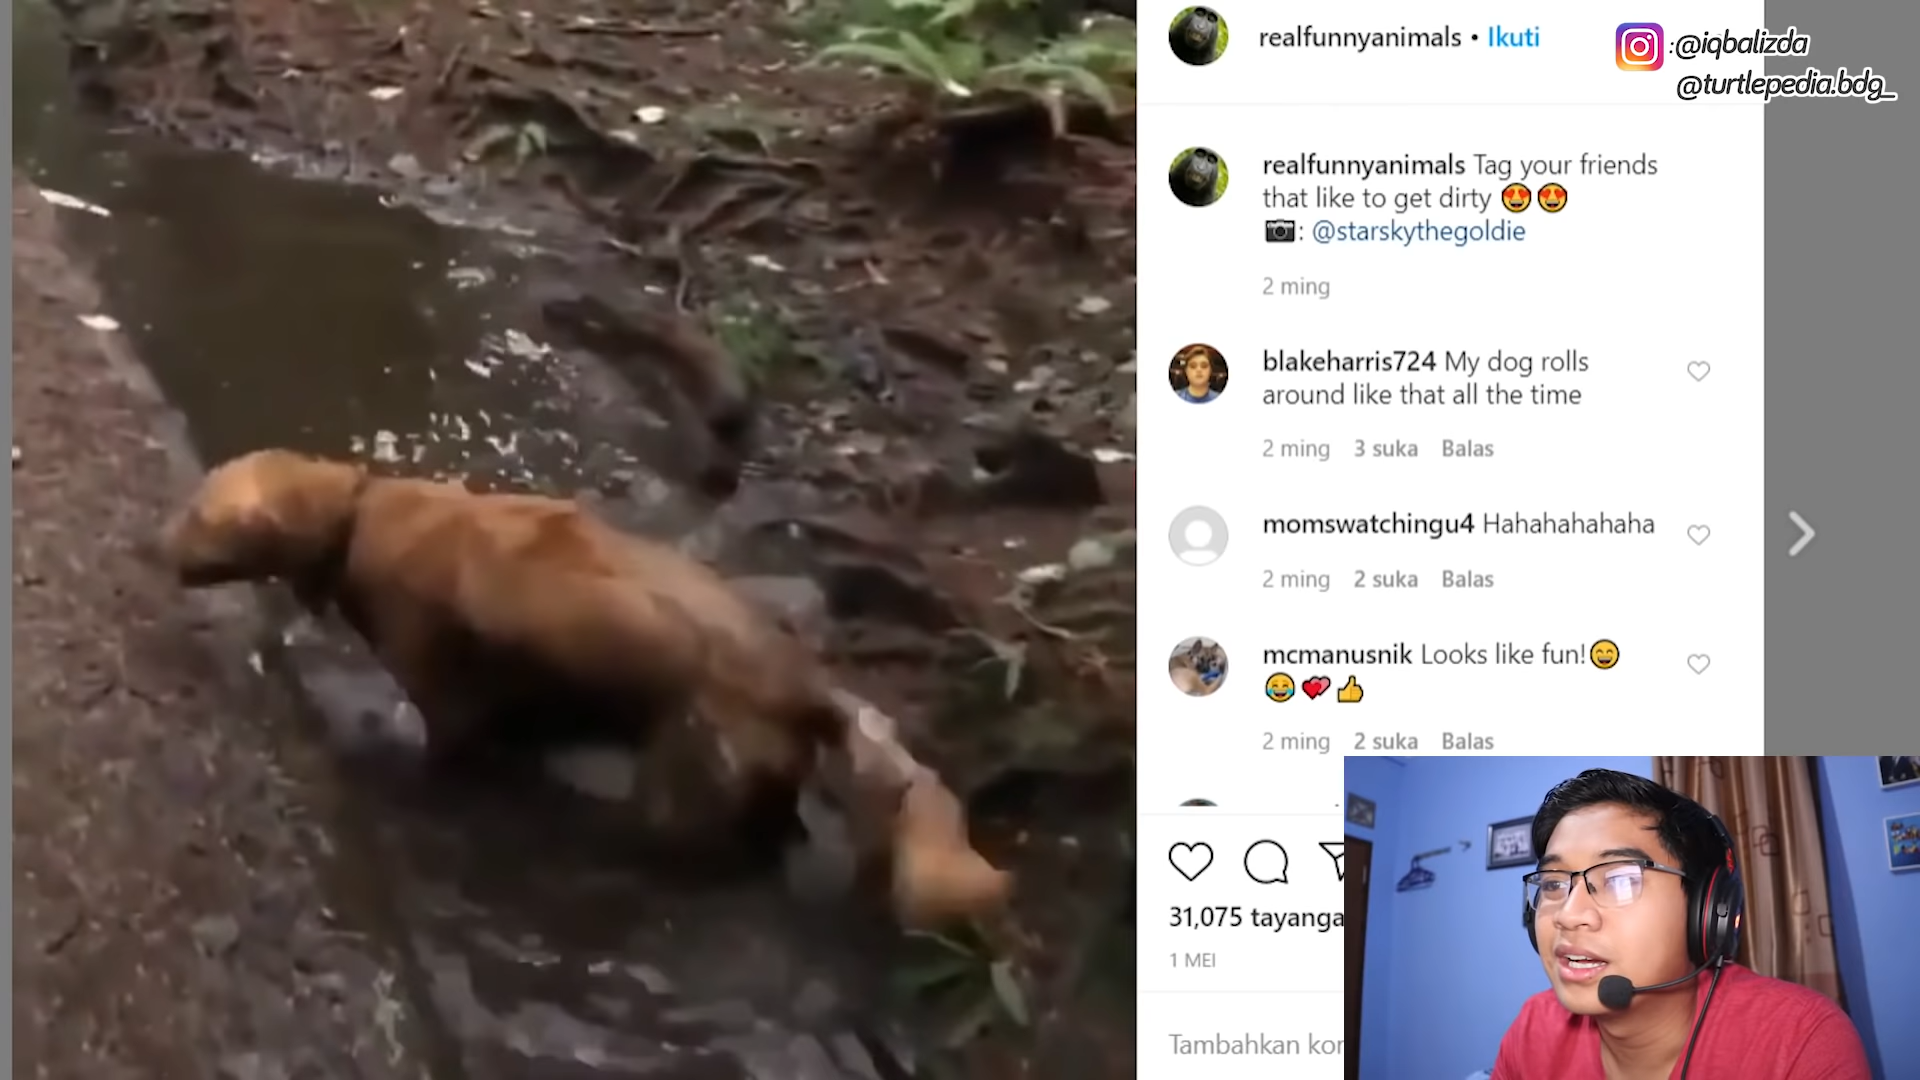 realfunnyanimals • Ikuti
:@iqbalizda
@turtlepedia.bdg_
realfunnyanimals Tag your friends
that like to get dirty 😍😍
📷: @starskythegoldie
2 ming
blakeharris724 My dog rolls
around like that all the time
2 ming 3 suka Balas
momswatchingu4 Hahahahahaha
2 ming 2 suka Balas
mcmanusnik Looks like fun!😄
😂💕👍
2 ming 2 suka Balas
31,075 tayanga
1 MEI
Tambahkan kor